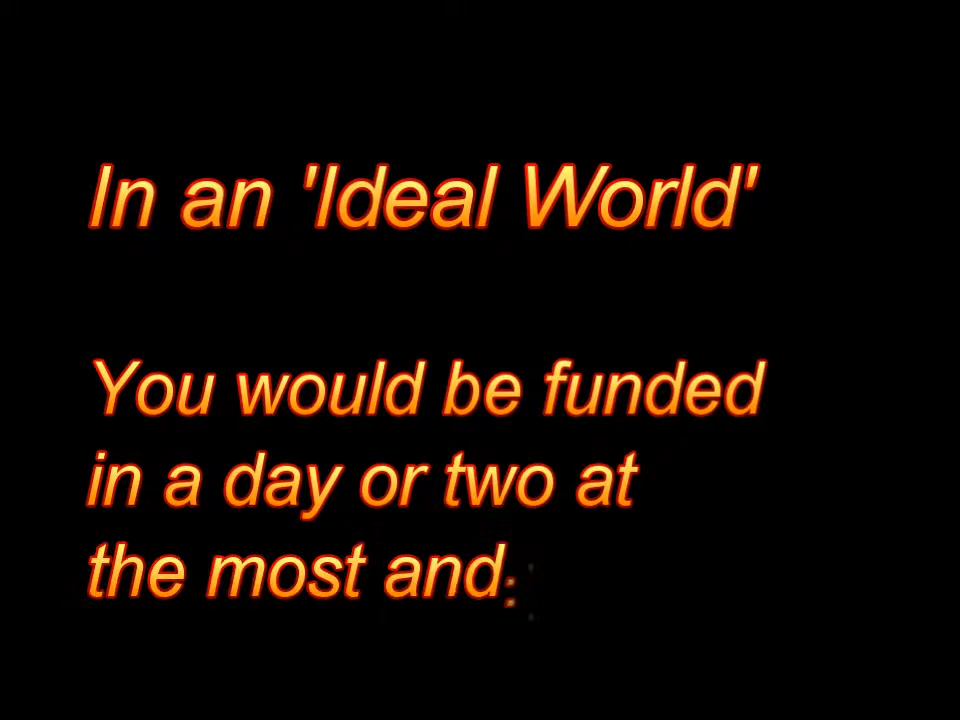 In an 'Ideal World'
You would be funded
in a day or two at
the most and